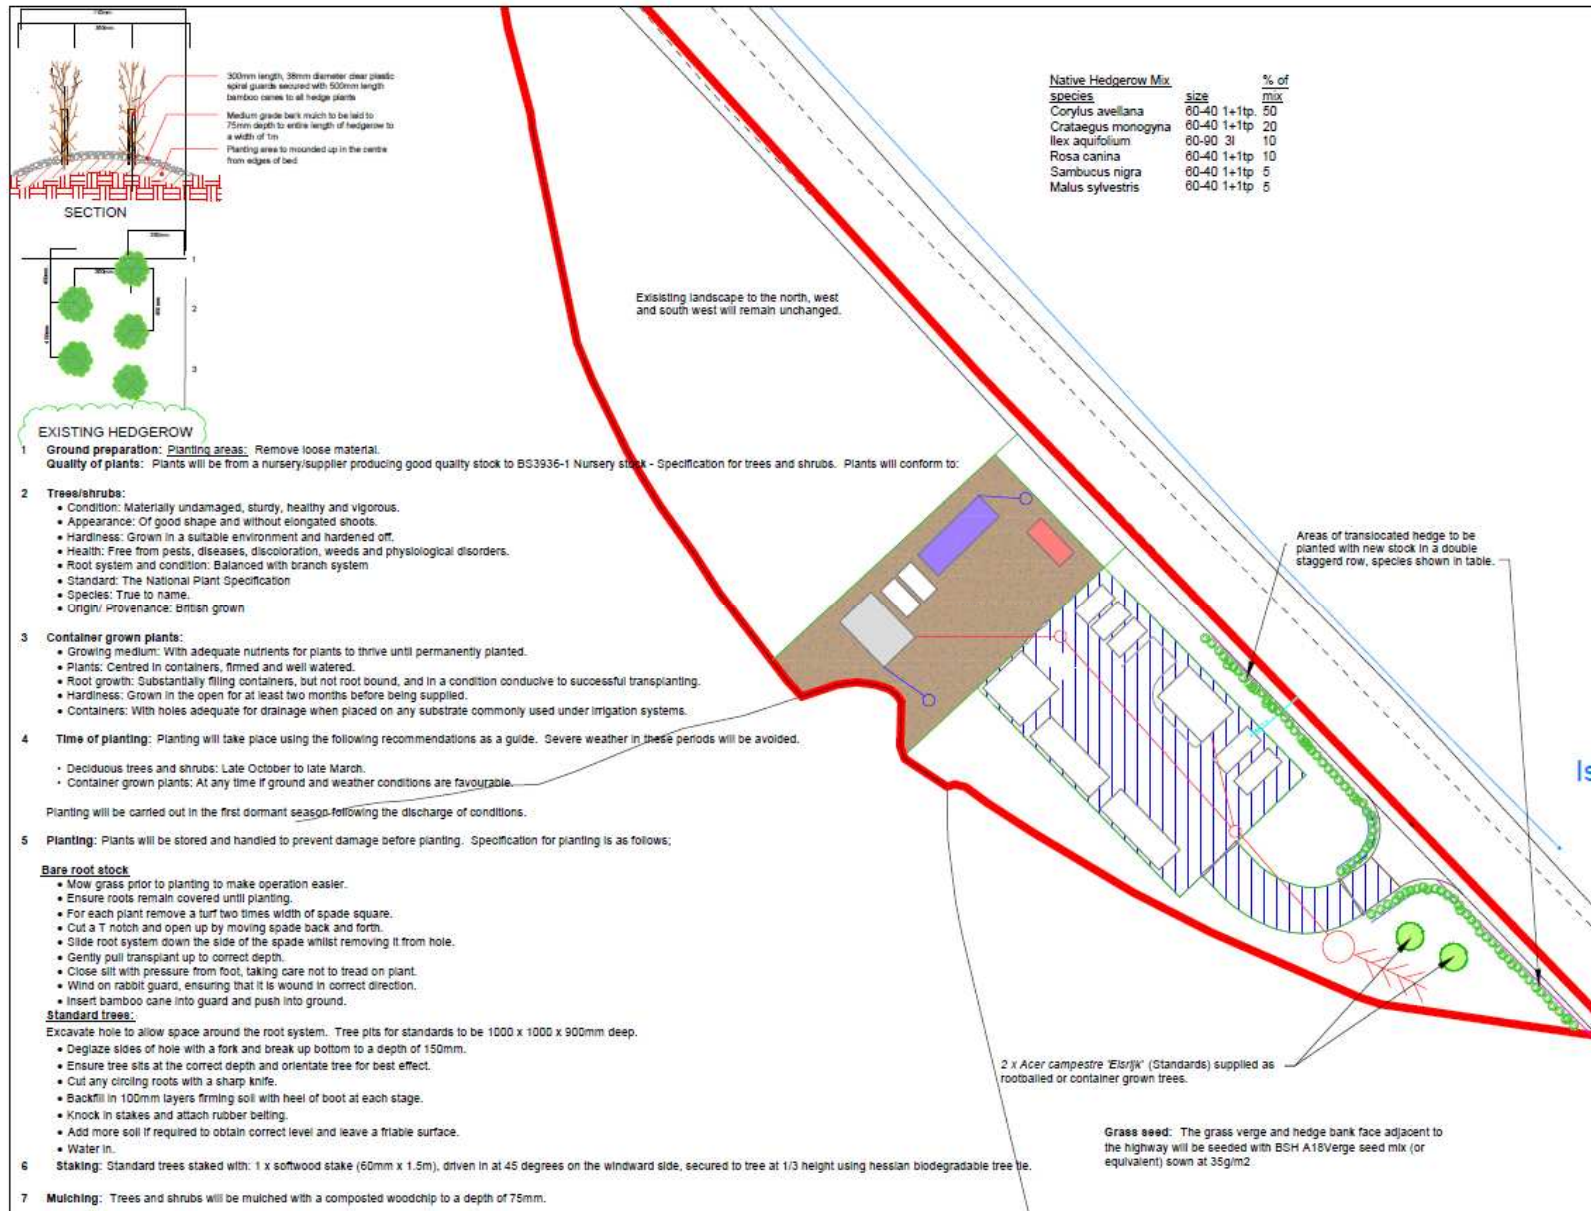 300mm length, 38mm diameter clear plastic
spiral guards secured with 500mm length
bamboo canes to all hedge plants
Medium grade bark mulch to be laid to
75mm depth to entire length of hedgerow to
a width of 1m
Planting area to mounded up in the centre
from edges of bed
SECTION
1
2
3
EXISTING HEDGEROW
Native Hedgerow Mix % of
species size mix
Corylus avellana 60-40 1+1tp. 50
Crataegus monogyna 60-40 1+1tp 20
Ilex aquifolium 60-90 3l 10
Rosa canina 60-40 1+1tp 10
Sambucus nigra 60-40 1+1tp 5
Malus sylvestris 60-40 1+1tp 5
Exisisting landscape to the north, west
and south west will remain unchanged.
Areas of translocated hedge to be
planted with new stock in a double
staggerd row, species shown in table.
Is
1 Ground preparation: Planting areas: Remove loose material.
Quality of plants: Plants will be from a nursery/supplier producing good quality stock to BS3936-1 Nursery stock - Specification for trees and shrubs. Plants will conform to:
2 Trees/shrubs:
• Condition: Materially undamaged, sturdy, healthy and vigorous.
• Appearance: Of good shape and without elongated shoots.
• Hardiness: Grown in a suitable environment and hardened off.
• Health: Free from pests, diseases, discoloration, weeds and physiological disorders.
• Root system and condition: Balanced with branch system
• Standard: The National Plant Specification
• Species: True to name.
• Origin/ Provenance: British grown
3 Container grown plants:
• Growing medium: With adequate nutrients for plants to thrive until permanently planted.
• Plants: Centred in containers, firmed and well watered.
• Root growth: Substantially filling containers, but not root bound, and in a condition conducive to successful transplanting.
• Hardiness: Grown in the open for at least two months before being supplied.
• Containers: With holes adequate for drainage when placed on any substrate commonly used under irrigation systems.
4 Time of planting: Planting will take place using the following recommendations as a guide. Severe weather in these periods will be avoided.
• Deciduous trees and shrubs: Late October to late March.
• Container grown plants: At any time if ground and weather conditions are favourable.
Planting will be carried out in the first dormant season following the discharge of conditions.
5 Planting: Plants will be stored and handled to prevent damage before planting. Specification for planting is as follows;
Bare root stock
• Mow grass prior to planting to make operation easier.
• Ensure roots remain covered until planting.
• For each plant remove a turf two times width of spade square.
• Cut a T notch and open up by moving spade back and forth.
• Slide root system down the side of the spade whilst removing it from hole.
• Gently pull transplant up to correct depth.
• Close slit with pressure from foot, taking care not to tread on plant.
• Wind on rabbit guard, ensuring that it is wound in correct direction.
• Insert bamboo cane into guard and push into ground.
Standard trees:
Excavate hole to allow space around the root system. Tree pits for standards to be 1000 x 1000 x 900mm deep.
• Deglaze sides of hole with a fork and break up bottom to a depth of 150mm.
• Ensure tree sits at the correct depth and orientate tree for best effect.
• Cut any circling roots with a sharp knife.
• Backfill in 100mm layers firming soil with heel of boot at each stage.
• Knock in stakes and attach rubber belting.
• Add more soil if required to obtain correct level and leave a friable surface.
• Water in.
6 Staking: Standard trees staked with: 1 x softwood stake (60mm x 1.5m), driven in at 45 degrees on the windward side, secured to tree at 1/3 height using hessian biodegradable tree tie.
7 Mulching: Trees and shrubs will be mulched with a composted woodchip to a depth of 75mm.
2 x Acer campestre 'Elsrijk' (Standards) supplied as
rootballed or container grown trees.
Grass seed: The grass verge and hedge bank face adjacent to
the highway will be seeded with BSH A18Verge seed mix (or
equivalent) sown at 35g/m2